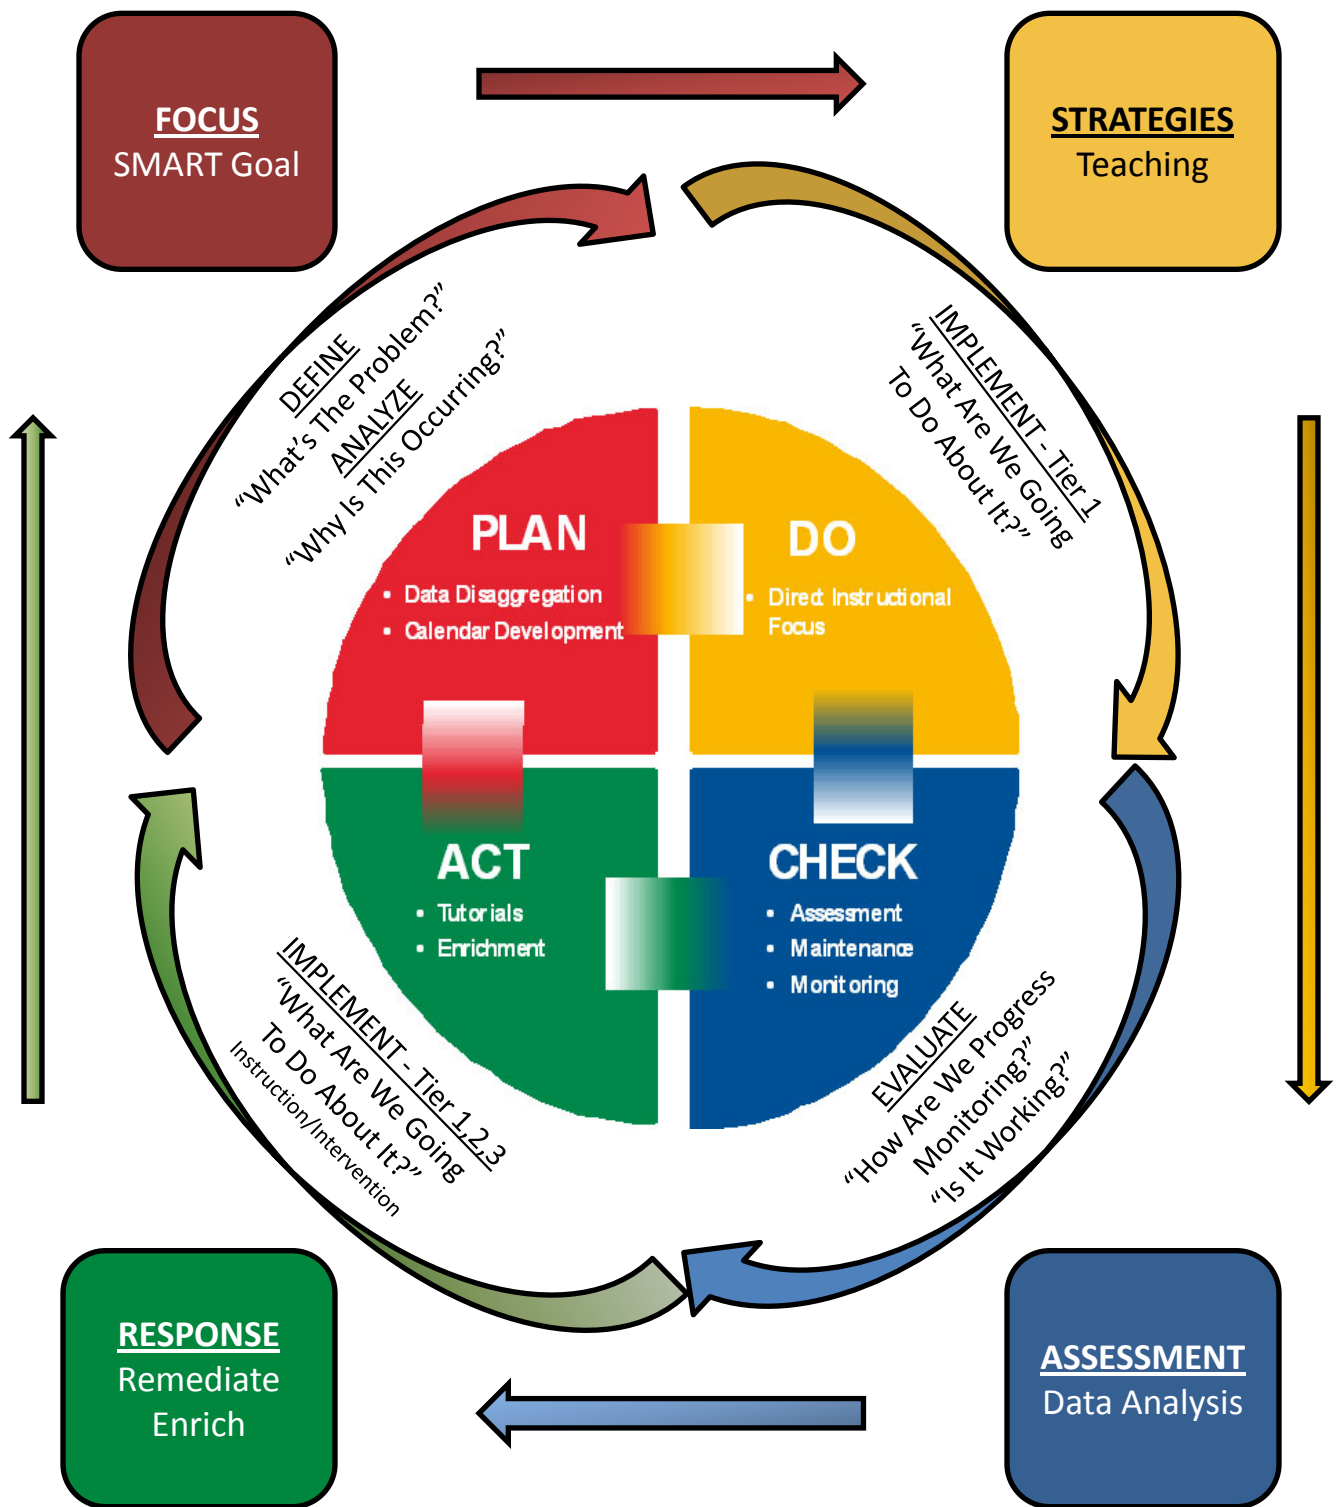 FOCUS
SMART Goal
STRATEGIES
Teaching
DEFINE
“What’s The Problem?”
ANALYZE
“Why Is This Occurring?”
IMPLEMENT - Tier 1
“What Are We Going
To Do About It?”
PLAN
• Data Disaggregation
• Calendar Development
DO
• Direct Instructional
Focus
ACT
• Tutorials
• Enrichment
CHECK
• Assessment
• Maintenance
• Monitoring
IMPLEMENT - Tier 1,2,3
“What Are We Going
To Do About It?”
Instruction/Intervention
EVALUATE
“How Are We Progress
Monitoring?”
“Is It Working?”
RESPONSE
Remediate
Enrich
ASSESSMENT
Data Analysis